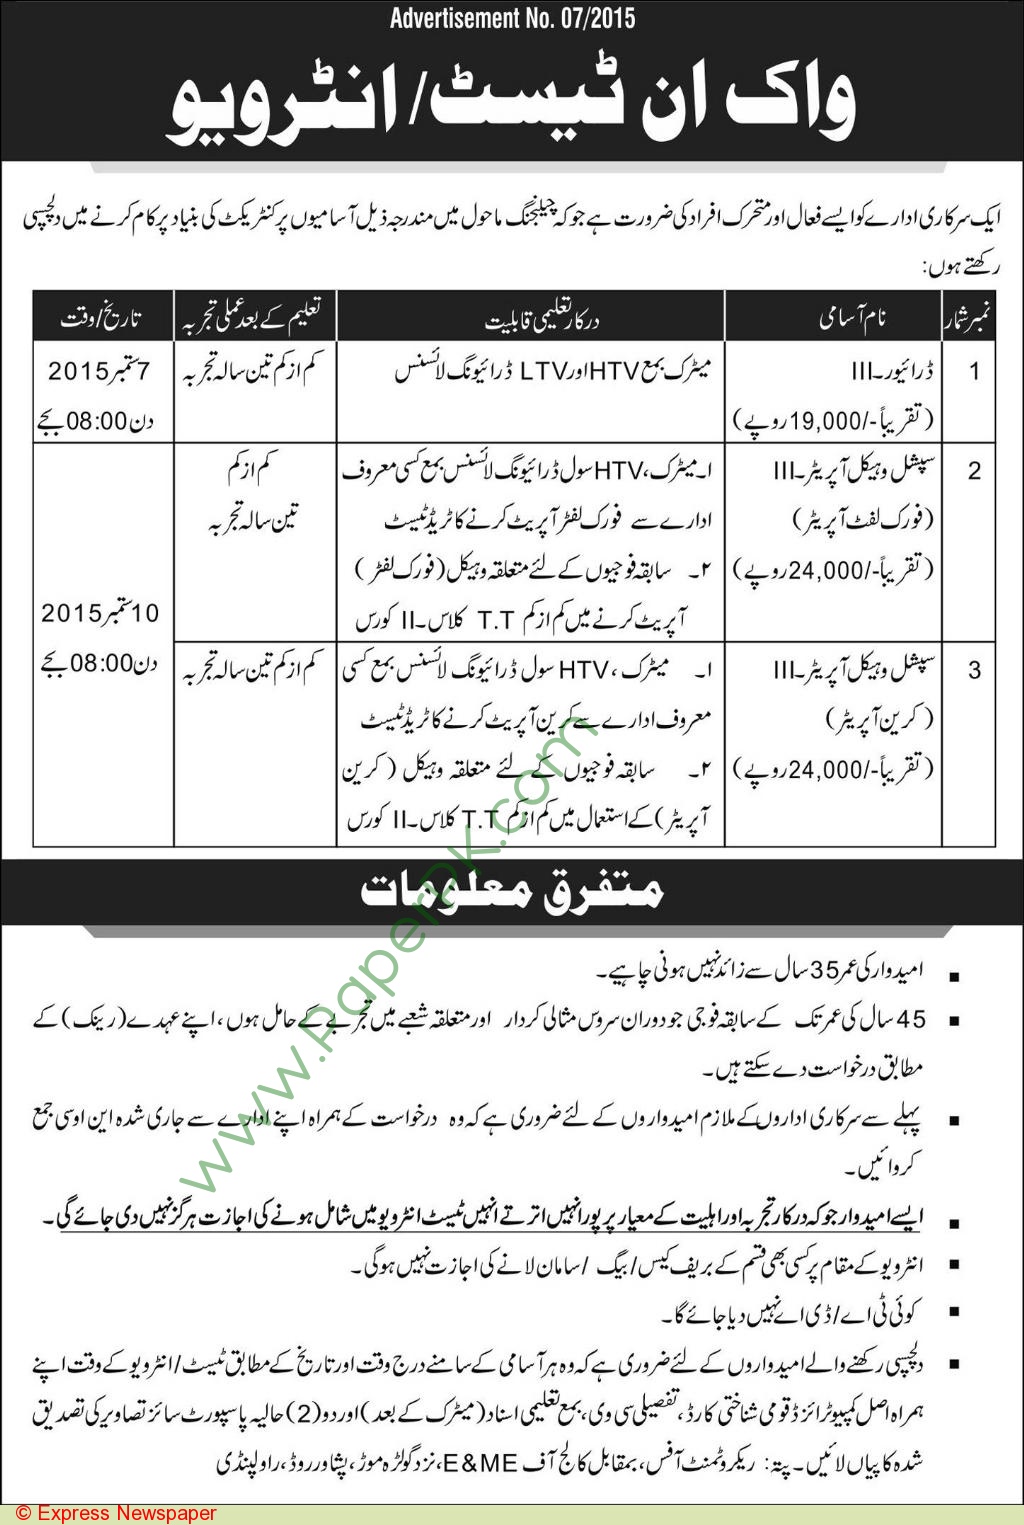 Advertisement No. 07/2015
واک ان ٹیسٹ/انٹرویو
ایک سرکاری ادارے کو ایسے فعال اور متحرک افراد کی ضرورت ہے جو کہ چیلنجنگ ماحول میں مندرجہ ذیل آسامیوں پر کنٹریکٹ کی بنیاد پر کام کرنے میں دلچسپی
رکھتے ہوں:
نمبر شمار نام آسامی درکار تعلیمی قابلیت تعلیم کے بعد عملی تجربہ تاریخ/وقت
1 ڈرائیور۔III میٹرک بمع HTV اور LTV ڈرائیونگ لائسنس کم از کم تین سالہ تجربہ 7 ستمبر 2015
(تقریباً -/19,000 روپے) دن 08:00 بجے
2 سپشل وہیکل آپریٹر۔III ۱۔ میٹرک، HTV سول ڈرائیونگ لائسنس بمع کسی معروف کم از کم
(فورک لفٹ آپریٹر) ادارے سے فورک لفٹر آپریٹ کرنے کا ٹریڈ ٹیسٹ تین سالہ تجربہ
(تقریباً -/24,000 روپے) ۲۔ سابقہ فوجیوں کے لئے متعلقہ وہیکل (فورک لفٹر)
آپریٹ کرنے میں کم از کم T.T کلاس۔II کورس 10 ستمبر 2015
3 سپشل وہیکل آپریٹر۔III ۱۔ میٹرک، HTV سول ڈرائیونگ لائسنس بمع کسی کم از کم تین سالہ تجربہ دن 08:00 بجے
(کرین آپریٹر) معروف ادارے سے کرین آپریٹ کرنے کا ٹریڈ ٹیسٹ
(تقریباً -/24,000 روپے) ۲۔ سابقہ فوجیوں کے لئے متعلقہ وہیکل (کرین
آپریٹر) کے استعمال میں کم از کم T.T کلاس۔II کورس
متفرق معلومات
▪ امیدوار کی عمر 35 سال سے زائد نہیں ہونی چاہیے۔
▪ 45 سال کی عمر تک کے سابقہ فوجی جو دوران سروس مثالی کردار اور متعلقہ شعبے میں تجربے کے حامل ہوں، اپنے عہدے (رینک) کے
مطابق درخواست دے سکتے ہیں۔
▪ پہلے سے سرکاری اداروں کے ملازم امیدواروں کے لئے ضروری ہے کہ وہ درخواست کے ہمراہ اپنے ادارے سے جاری شدہ این او سی جمع
کروائیں۔
▪ ایسے امیدوار جو کہ درکار تجربہ اور اہلیت کے معیار پر پورا نہیں اترتے انہیں ٹیسٹ انٹرویو میں شامل ہونے کی اجازت ہرگز نہیں دی جائے گی۔
▪ انٹرویو کے مقام پر کسی بھی قسم کے بریف کیس/بیگ/سامان لانے کی اجازت نہیں ہوگی۔
▪ کوئی ٹی اے/ڈی اے نہیں دیا جائے گا۔
▪ دلچسپی رکھنے والے امیدواروں کے لئے ضروری ہے کہ وہ ہر آسامی کے سامنے درج وقت اور تاریخ کے مطابق ٹیسٹ/انٹرویو کے وقت اپنے
ہمراہ اصل کمپیوٹرائزڈ قومی شناختی کارڈ، تفصیلی سی وی، بمع تعلیمی اسناد (میٹرک کے بعد) اور دو (2) حالیہ پاسپورٹ سائز تصاویر کی تصدیق
شدہ کاپیاں لائیں۔ پتہ: ریکروٹمنٹ آفس، بمقابل کالج آف E&ME، نزد گولڑہ موڑ، پشاور روڈ، راولپنڈی
www.PaperPK.com
© Express Newspaper